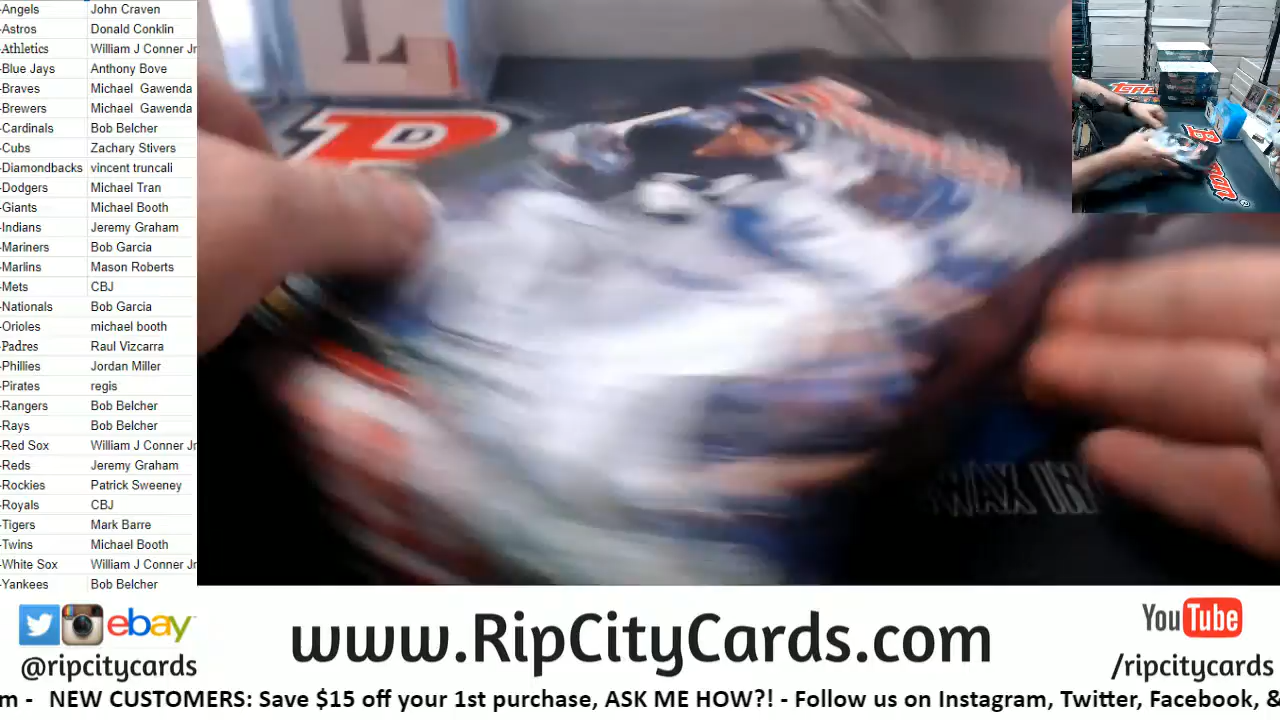 -Angels John Craven
-Astros Donald Conklin
-Athletics William J Conner Jr
-Blue Jays Anthony Bove
-Braves Michael Gawenda
-Brewers Michael Gawenda
-Cardinals Bob Belcher
-Cubs Zachary Stivers
-Diamondbacks vincent truncali
-Dodgers Michael Tran
-Giants Michael Booth
-Indians Jeremy Graham
-Mariners Bob Garcia
-Marlins Mason Roberts
-Mets CBJ
-Nationals Bob Garcia
-Orioles michael booth
-Padres Raul Vizcarra
-Phillies Jordan Miller
-Pirates regis
-Rangers Bob Belcher
-Rays Bob Belcher
-Red Sox William J Conner Jr
-Reds Jeremy Graham
-Rockies Patrick Sweeney
-Royals CBJ
-Tigers Mark Barre
-Twins Michael Booth
-White Sox William J Conner Jr
-Yankees Bob Belcher
WAX
ebay
@ripcitycards
www.RipCityCards.com
YouTube
/ripcitycards
m - NEW CUSTOMERS: Save $15 off your 1st purchase, ASK ME HOW?! - Follow us on Instagram, Twitter, Facebook, &